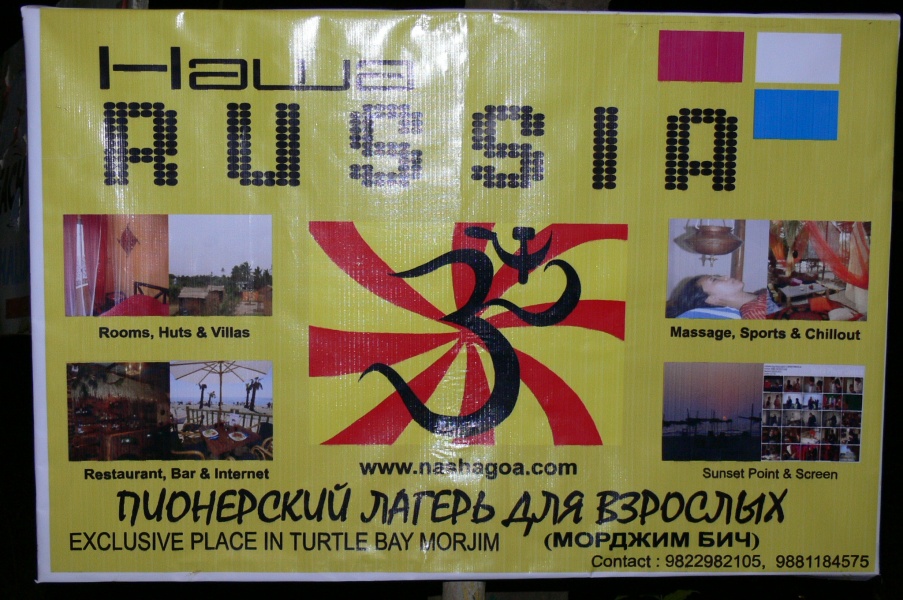 Наша
RUSSIA
Rooms, Huts & Villas
Massage, Sports & Chillout
Restaurant, Bar & Internet
www.nashagoa.com
Sunset Point & Screen
ПИОНЕРСКИЙ ЛАГЕРЬ ДЛЯ ВЗРОСЛЫХ
EXCLUSIVE PLACE IN TURTLE BAY MORJIM (МОРДЖИМ БИЧ)
Contact : 9822982105, 9881184575